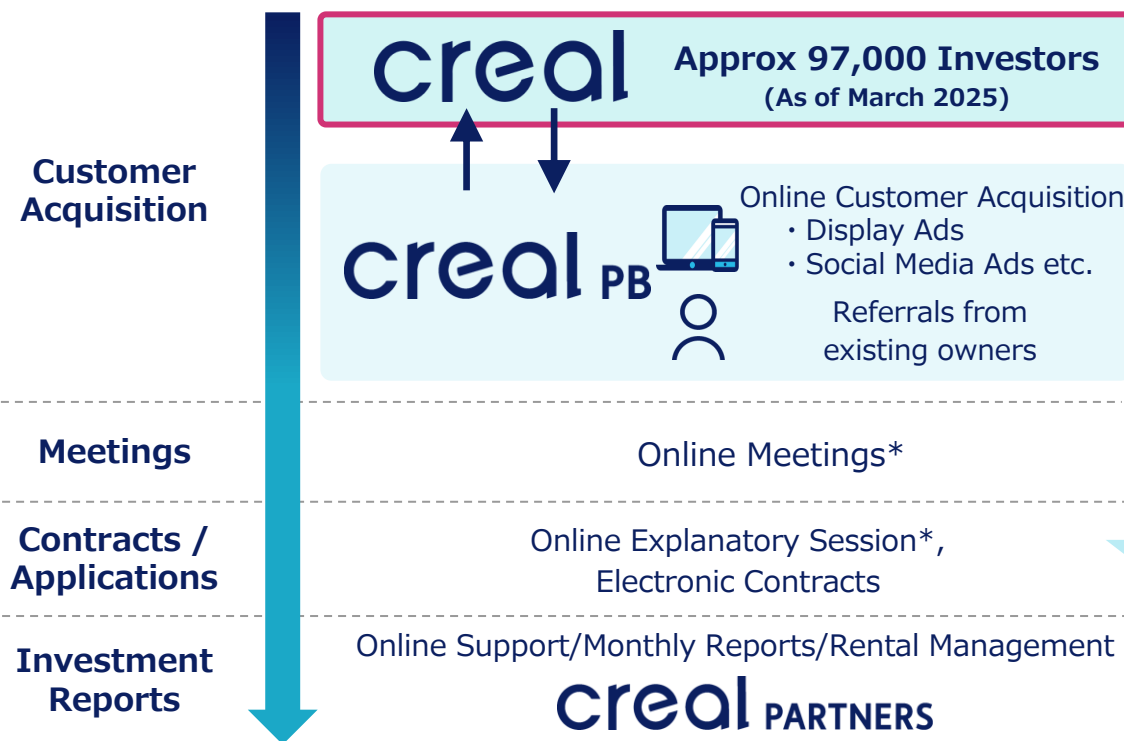 creal
Approx 97,000 Investors
(As of March 2025)
Customer
Acquisition
creal PB
Online Customer Acquisition
・Display Ads
・Social Media Ads etc.
Referrals from
existing owners
Meetings
Online Meetings*
Contracts /
Applications
Online Explanatory Session*,
Electronic Contracts
Investment
Reports
Online Support/Monthly Reports/Rental Management
creal PARTNERS